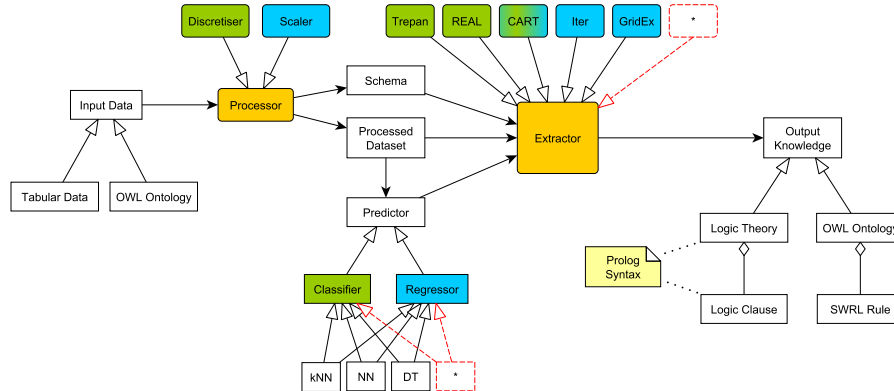 Discretiser
Scaler
Trepan
REAL
CART
Iter
GridEx
*
Input Data
Processor
Schema
Processed
Dataset
Extractor
Output
Knowledge
Tabular Data
OWL Ontology
Predictor
Logic Theory
OWL Ontology
Prolog
Syntax
Classifier
Regressor
Logic Clause
SWRL Rule
kNN
NN
DT
*